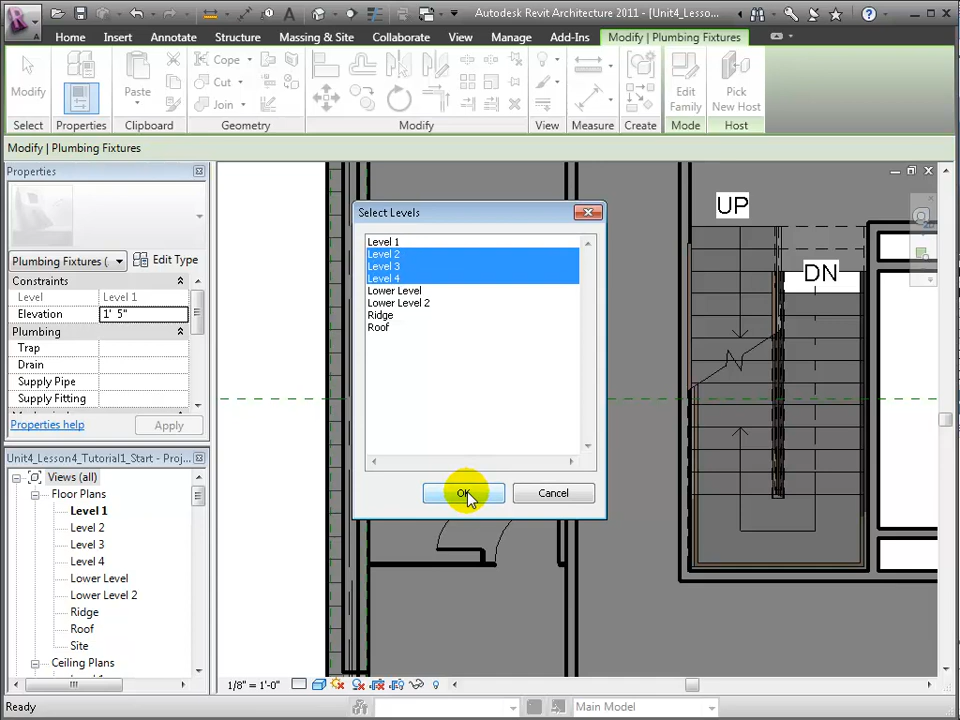 Autodesk Revit Architecture 2011 - [Unit4_Lesso...
Home Insert Annotate Structure Massing & Site Collaborate View Manage Add-Ins Modify | Plumbing Fixtures
Modify Paste Cope Cut Join Edit Family Pick New Host
Select Properties Clipboard Geometry Modify View Measure Create Mode Host
Modify | Plumbing Fixtures
Properties
Plumbing Fixtures ( Edit Type
Constraints
Level Level 1
Elevation 1' 5"
Plumbing
Trap
Drain
Supply Pipe
Supply Fitting
Properties help Apply
Unit4_Lesson4_Tutorial1_Start - Proj...
Views (all)
Floor Plans
Level 1
Level 2
Level 3
Level 4
Lower Level
Lower Level 2
Ridge
Roof
Site
Ceiling Plans
Select Levels
Level 1
Level 2
Level 3
Level 4
Lower Level
Lower Level 2
Ridge
Roof
OK Cancel
UP
DN
1/8" = 1'-0"
Ready
Main Model